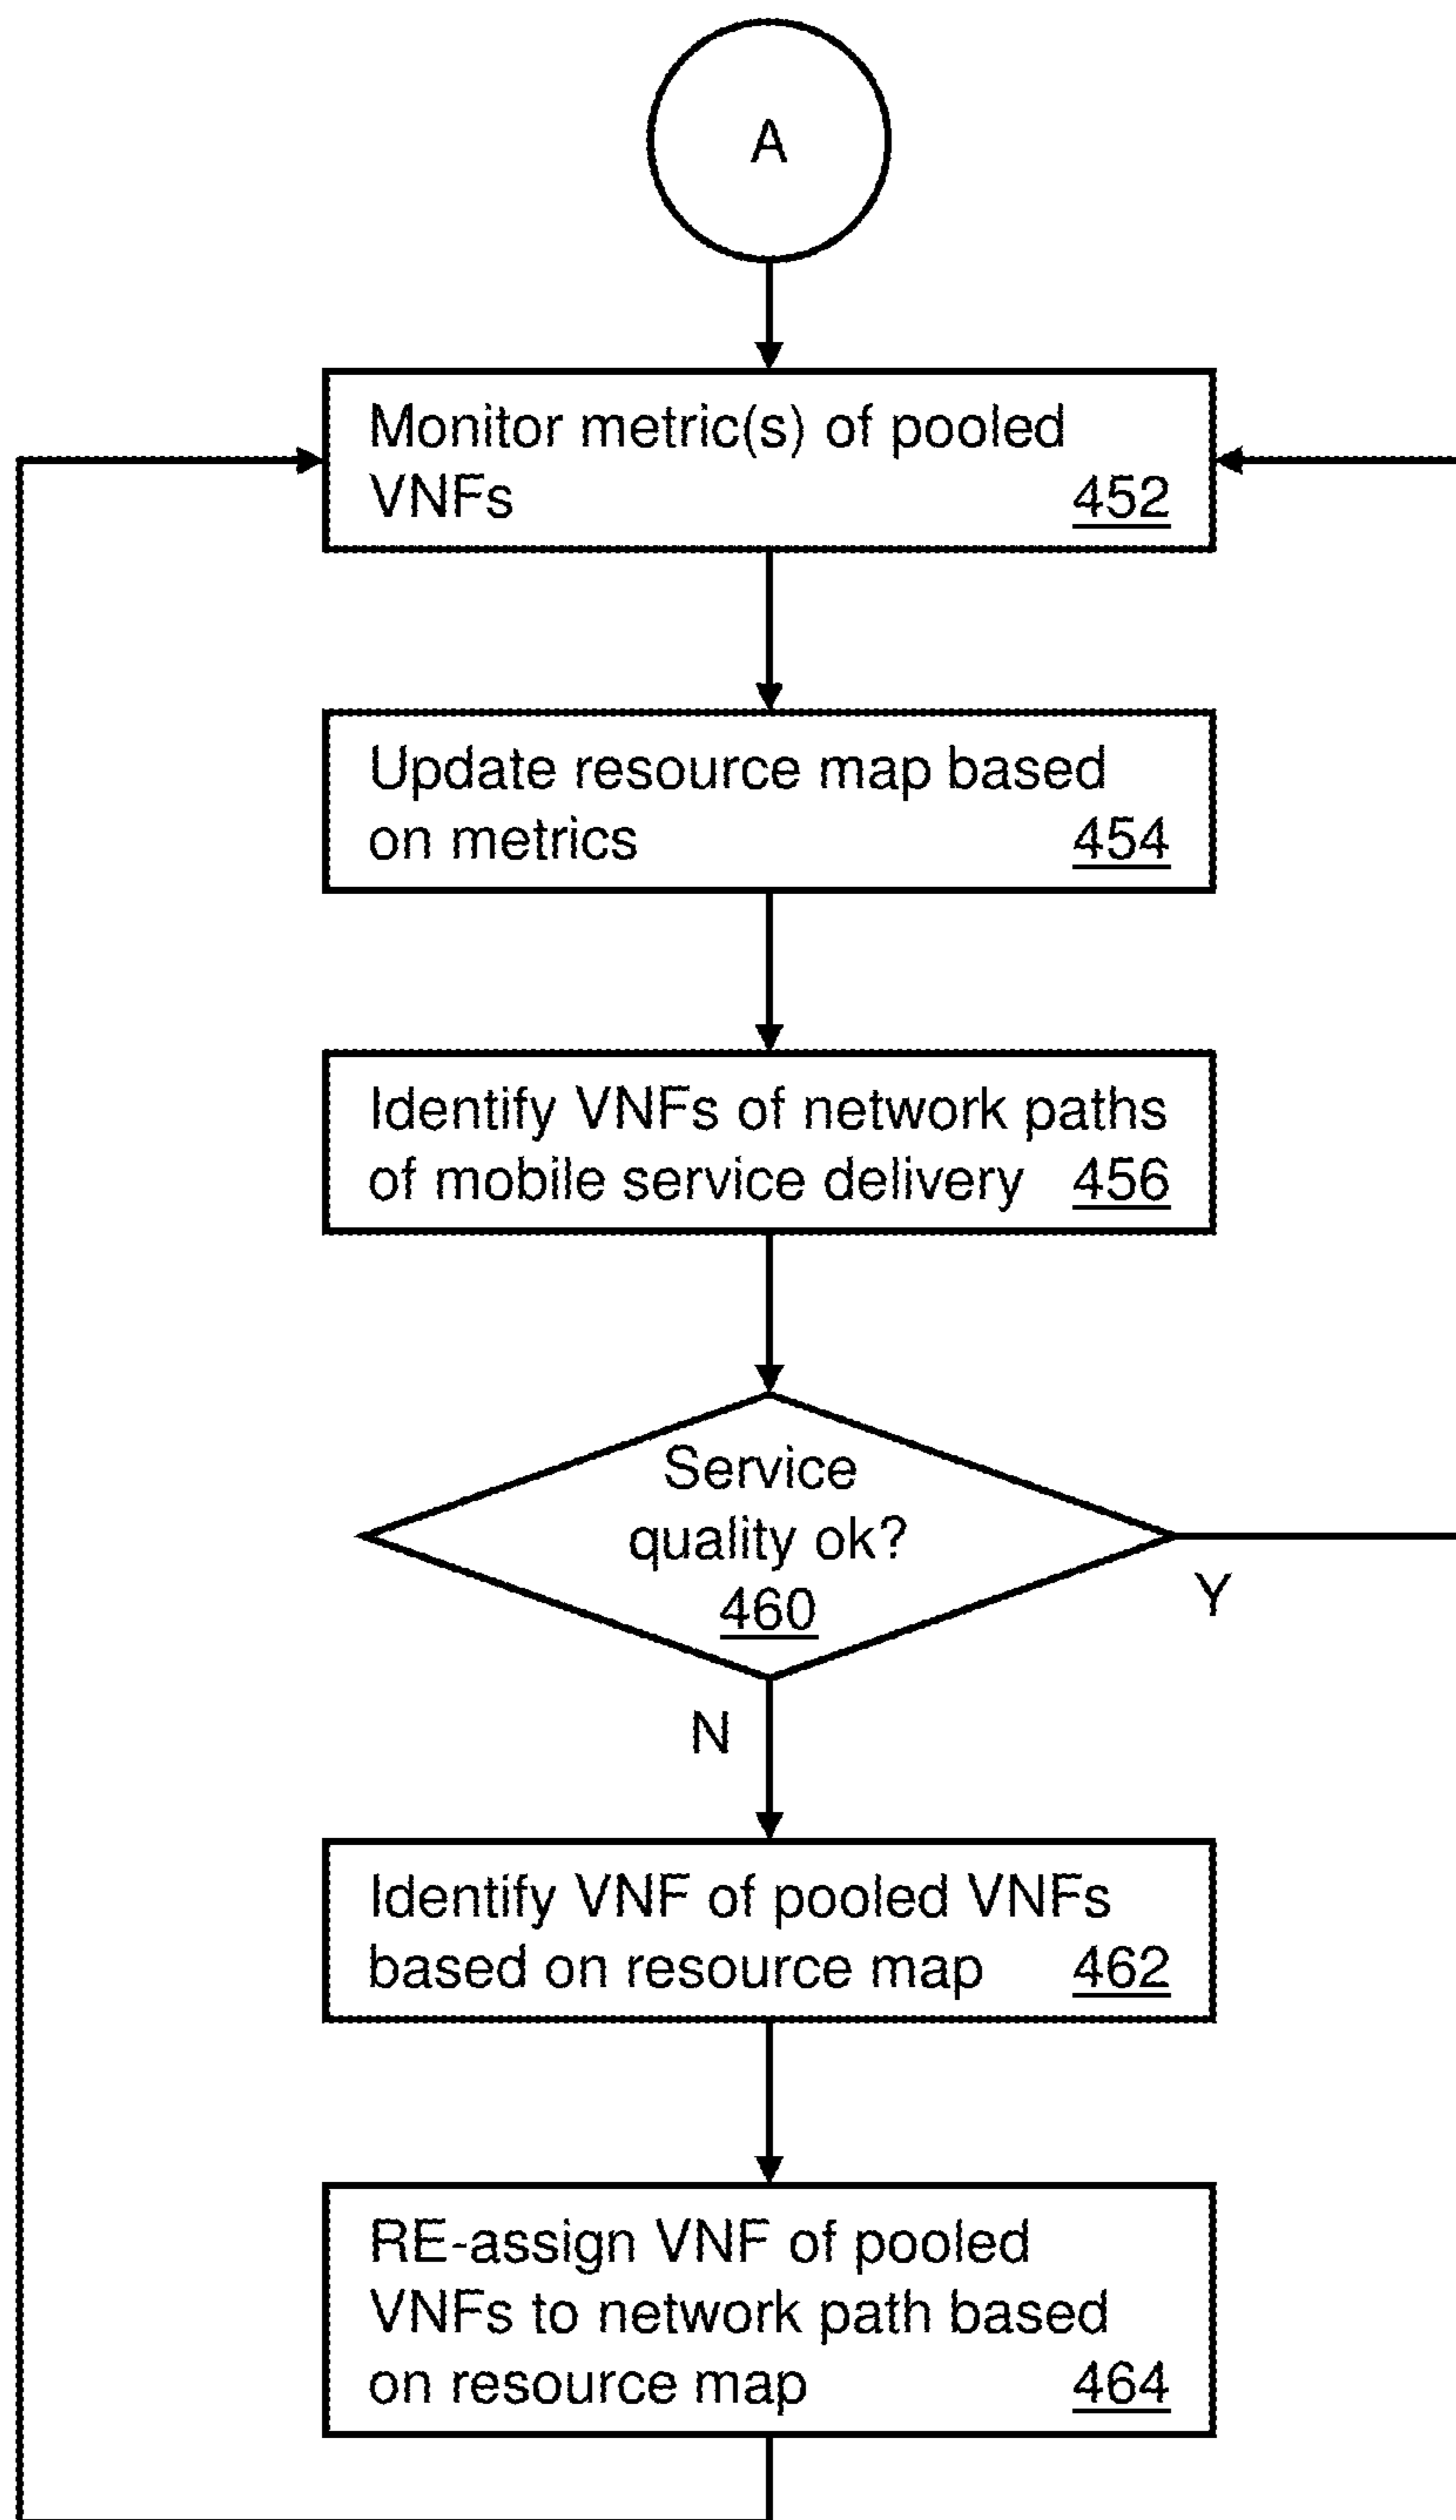 A
Monitor metric(s) of pooled
VNFs 452
Update resource map based
on metrics 454
Identify VNFs of network paths
of mobile service delivery 456
Service
quality ok?
460
Y
N
Identify VNF of pooled VNFs
based on resource map 462
RE-assign VNF of pooled
VNFs to network path based
on resource map 464